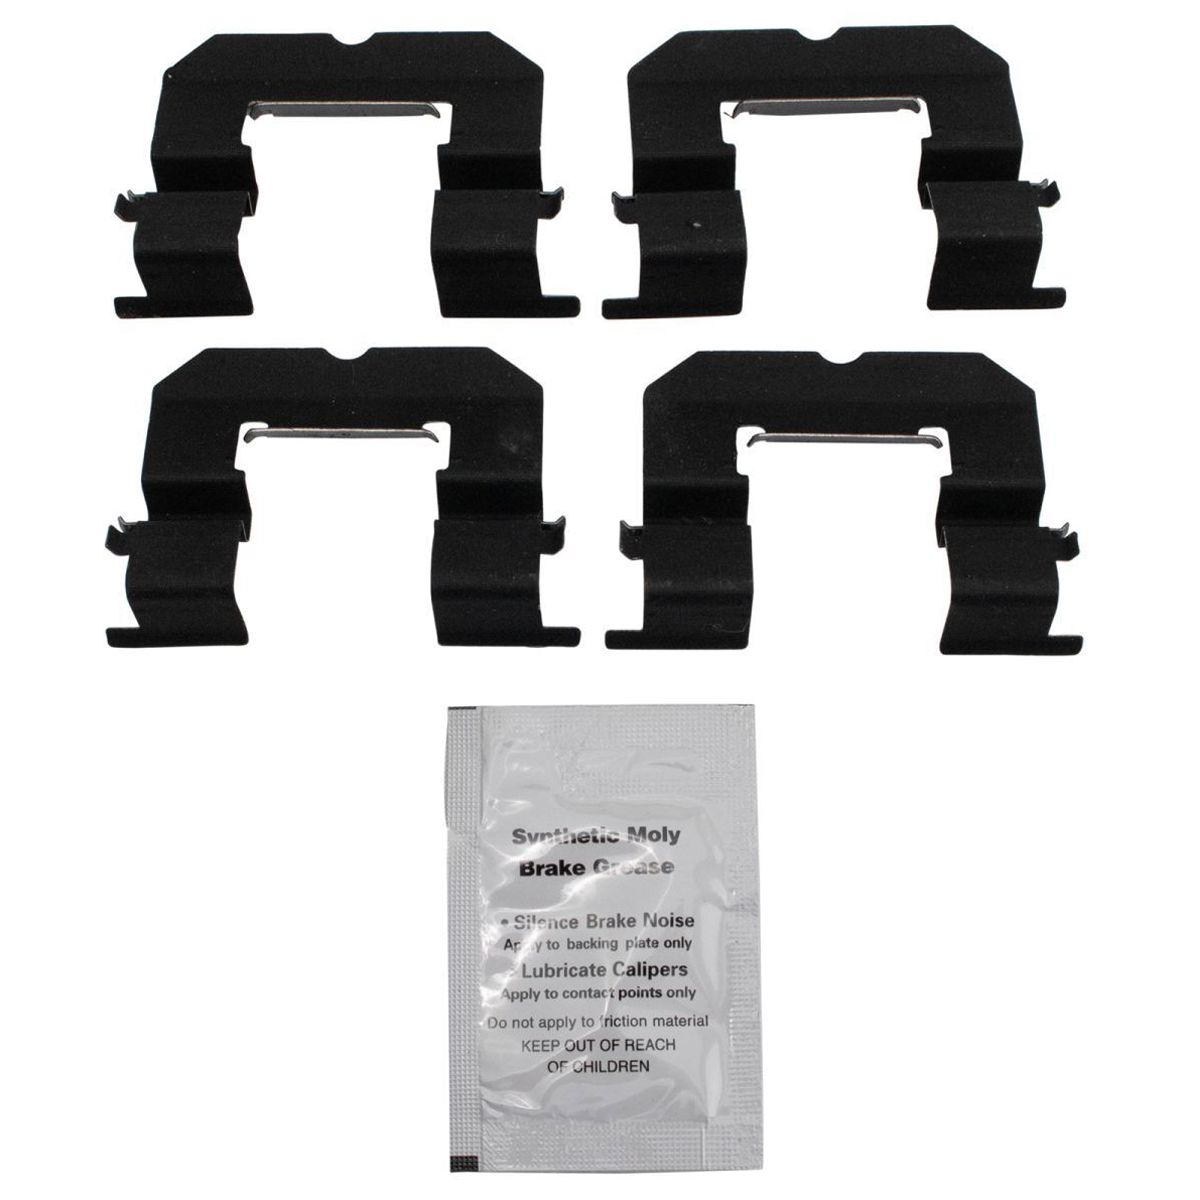 Synthetic Moly
Brake Grease
• Silence Brake Noise
Apply to backing plate only
• Lubricate Calipers
Apply to contact points only
Do not apply to friction material
KEEP OUT OF REACH
OF CHILDREN